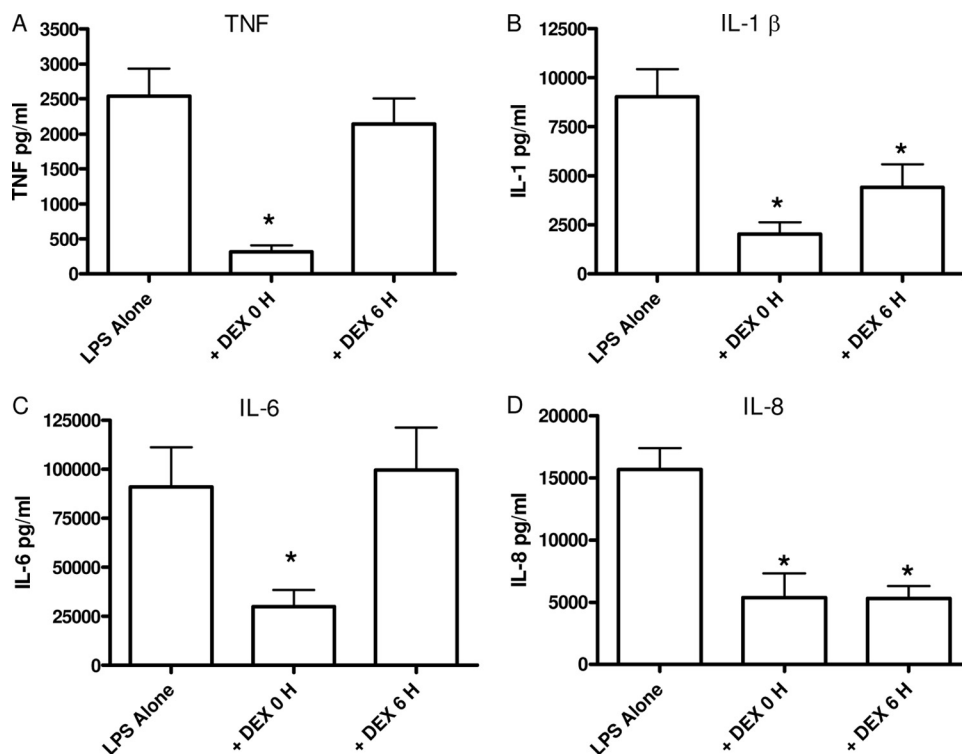 A
TNF
TNF pg/ml
3500
3000
2500
2000
1500
1000
500
0
*
LPS Alone
+ DEX 0 H
+ DEX 6 H
B
IL-1 β
IL-1 pg/ml
12500
10000
7500
5000
2500
0
*
*
LPS Alone
+ DEX 0 H
+ DEX 6 H
C
IL-6
IL-6 pg/ml
125000
100000
75000
50000
25000
0
*
LPS Alone
+ DEX 0 H
+ DEX 6 H
D
IL-8
IL-8 pg/ml
20000
15000
10000
5000
0
*
*
LPS Alone
+ DEX 0 H
+ DEX 6 H